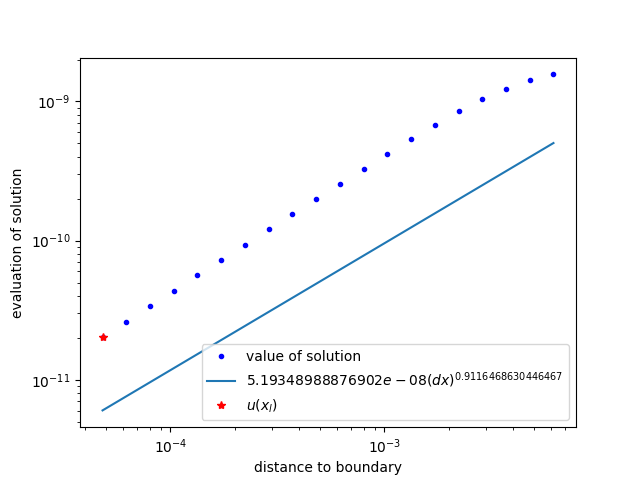 evaluation of solution
10⁻⁹
10⁻¹⁰
10⁻¹¹
value of solution
5.19348988876902e − 08(dx)^0.9116468630446467
u(x_l)
10⁻⁴
10⁻³
distance to boundary